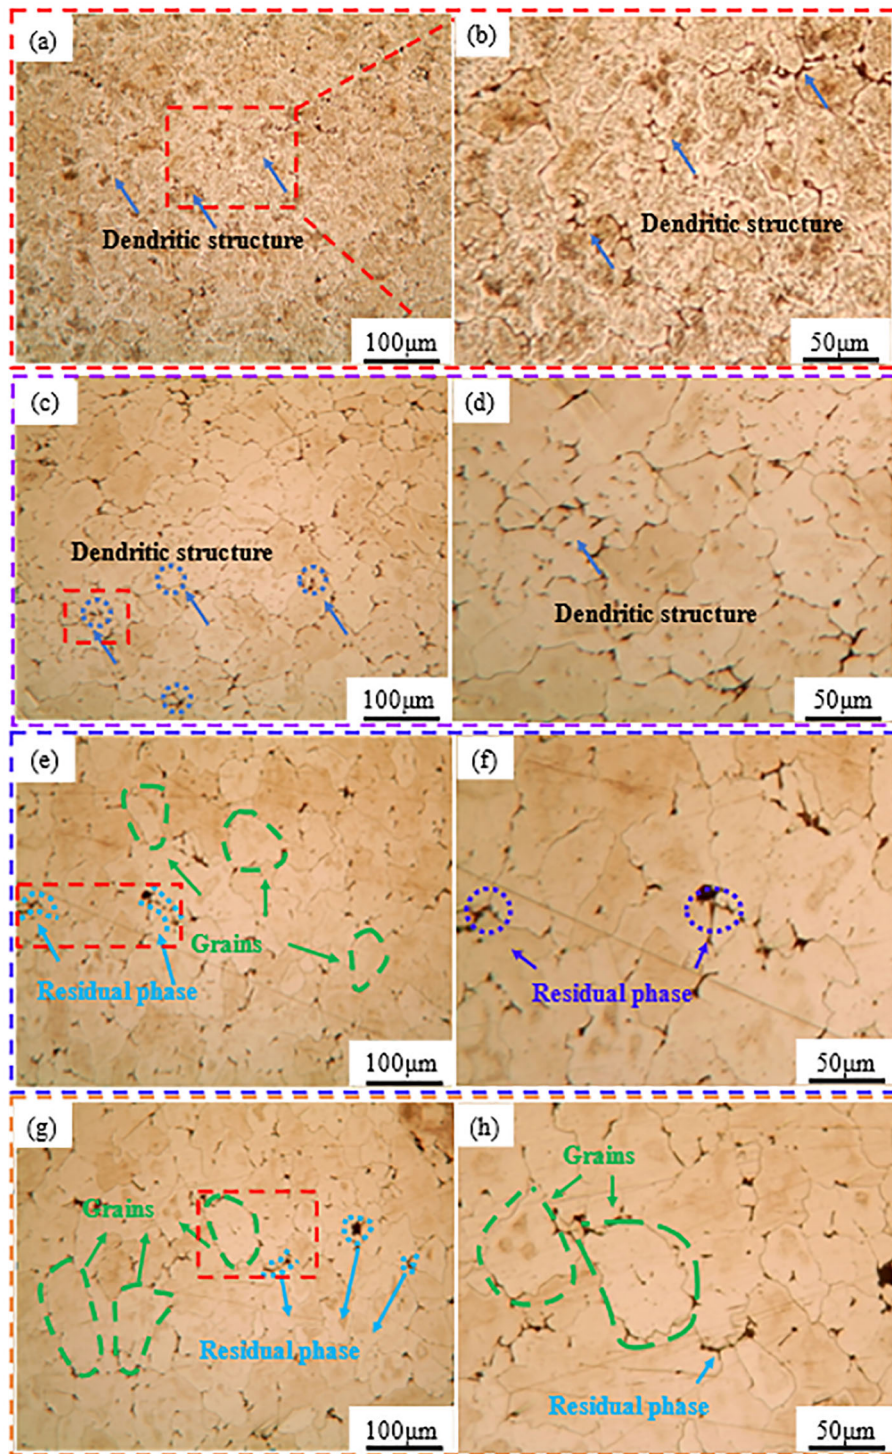 (a)
(b)
Dendritic structure
Dendritic structure
100μm
50μm
(c)
(d)
Dendritic structure
Dendritic structure
100μm
50μm
(e)
(f)
Grains
Residual phase
Residual phase
100μm
50μm
(g)
(h)
Grains
Grains
Residual phase
Residual phase
100μm
50μm